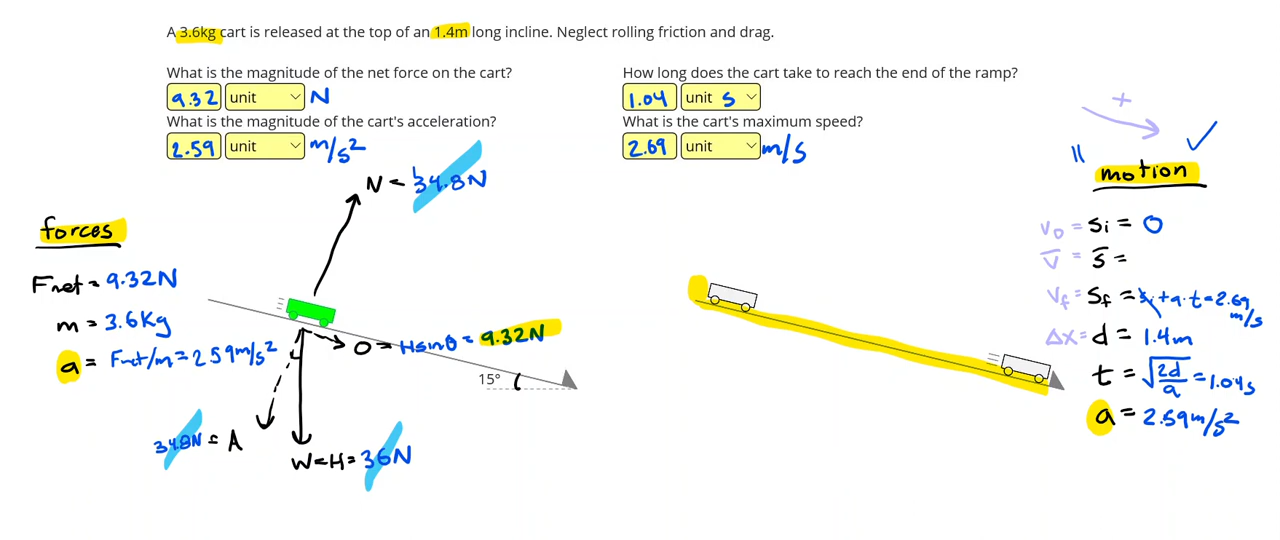 A 3.6kg cart is released at the top of an 1.4m long incline. Neglect rolling friction and drag.
What is the magnitude of the net force on the cart?
9.32 unit N
What is the magnitude of the cart's acceleration?
2.59 unit m/s²
How long does the cart take to reach the end of the ramp?
1.04 unit s
What is the cart's maximum speed?
2.69 unit m/s
forces
Fnet = 9.32N
m = 3.6Kg
a = Fnet/m = 2.59m/s²
N = 34.8N
O = Hsinθ = 9.32N
15°
34.8N = A
W = H = 36N
+
|| motion
v₀ = si = 0
v̅ = s̅ =
vf = sf = si + a·t = 2.69 m/s
Δx = d = 1.4m
t = √2d/a = 1.04s
a = 2.59m/s²